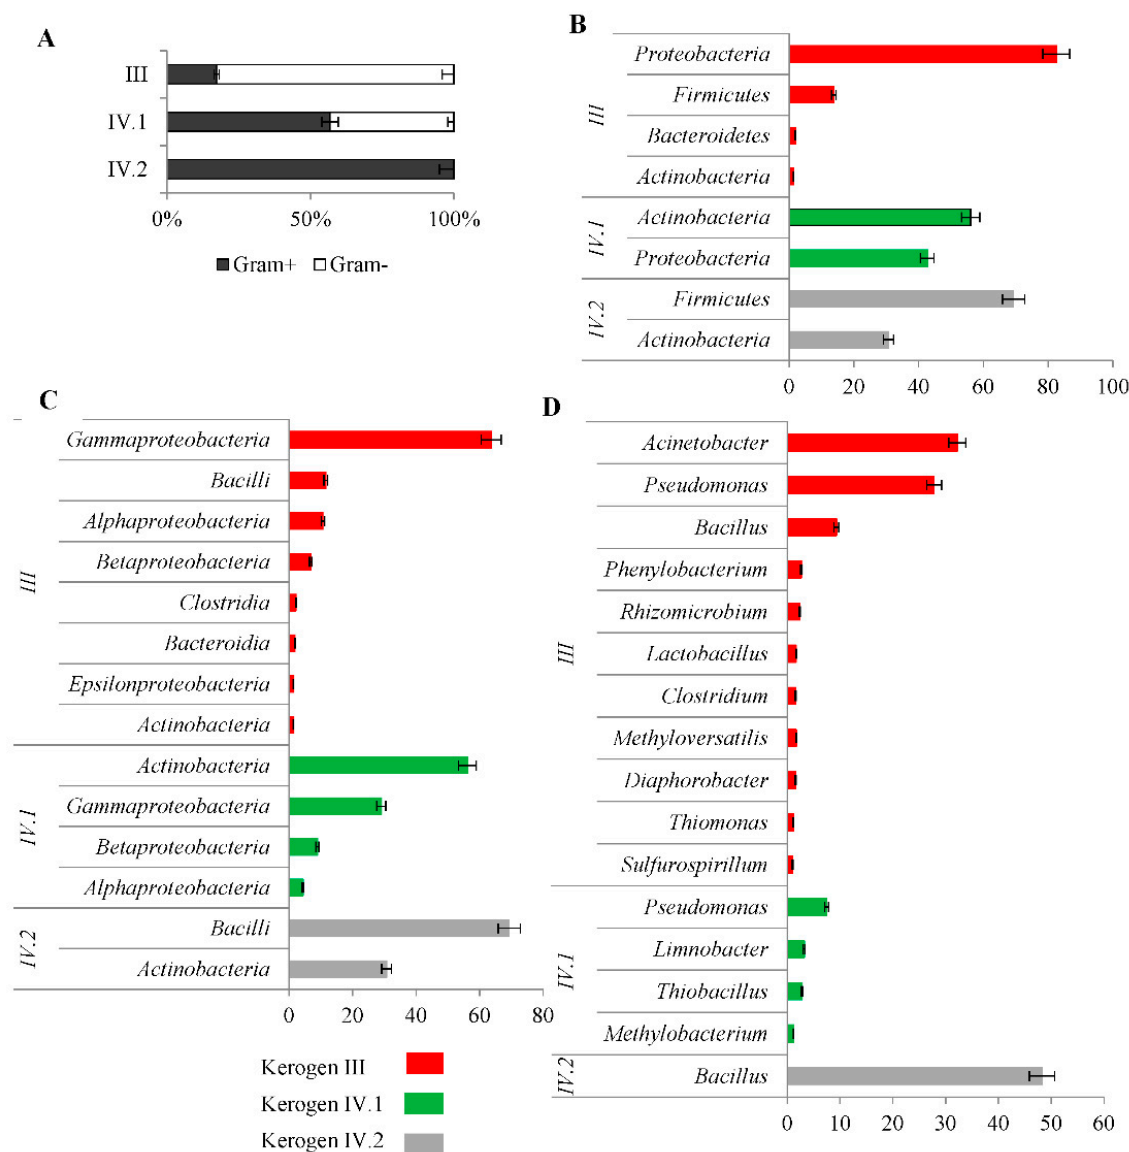 A
III
IV.1
IV.2
0% 50% 100%
Gram+ Gram-
B
III
Proteobacteria
Firmicutes
Bacteroidetes
Actinobacteria
IV.1
Actinobacteria
Proteobacteria
IV.2
Firmicutes
Actinobacteria
0 20 40 60 80 100
C
III
Gammaproteobacteria
Bacilli
Alphaproteobacteria
Betaproteobacteria
Clostridia
Bacteroidia
Epsilonproteobacteria
Actinobacteria
IV.1
Actinobacteria
Gammaproteobacteria
Betaproteobacteria
Alphaproteobacteria
IV.2
Bacilli
Actinobacteria
0 20 40 60 80
Kerogen III
Kerogen IV.1
Kerogen IV.2
D
III
Acinetobacter
Pseudomonas
Bacillus
Phenylobacterium
Rhizomicrobium
Lactobacillus
Clostridium
Methyloversatilis
Diaphorobacter
Thiomonas
Sulfurospirillum
IV.1
Pseudomonas
Limnobacter
Thiobacillus
Methylobacterium
IV.2
Bacillus
0 10 20 30 40 50 60